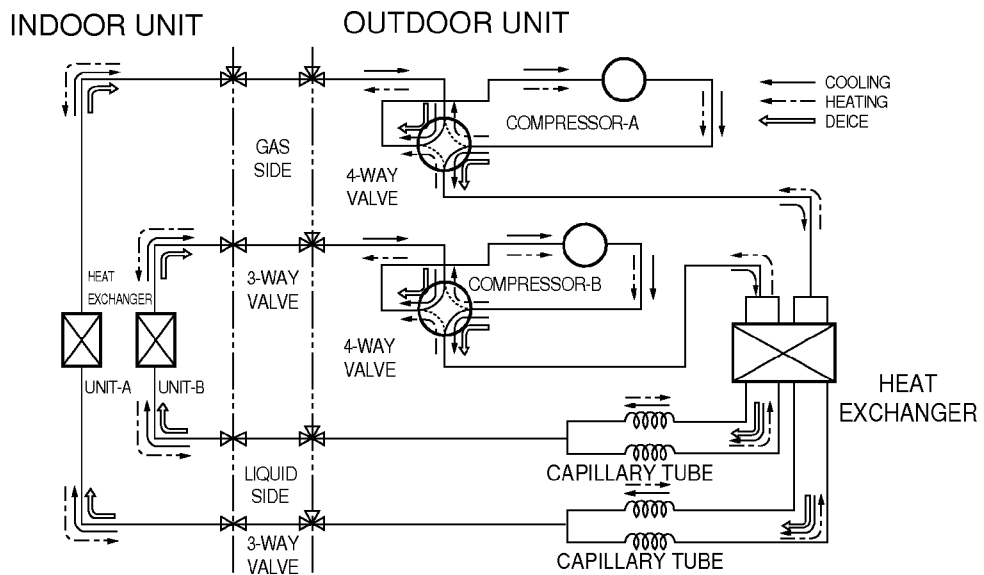 INDOOR UNIT
OUTDOOR UNIT
COOLING
HEATING
DEICE
COMPRESSOR-A
GAS
SIDE
4-WAY
VALVE
HEAT
EXCHANGER
3-WAY
VALVE
COMPRESSOR-B
4-WAY
VALVE
UNIT-A
UNIT-B
HEAT
EXCHANGER
CAPILLARY TUBE
LIQUID
SIDE
3-WAY
VALVE
CAPILLARY TUBE